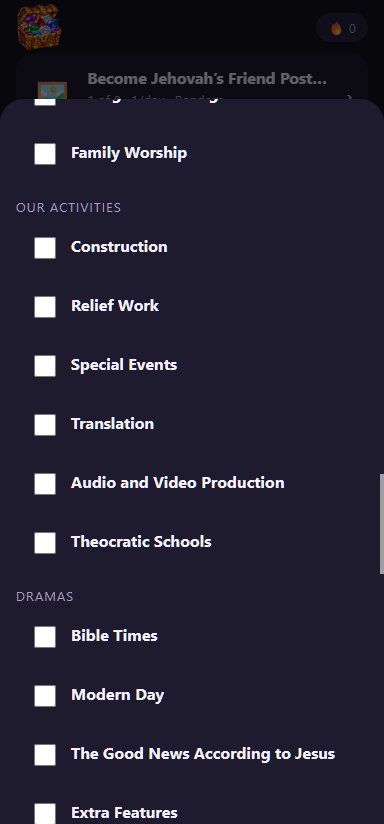 0
Become Jehovah's Friend Post...
Family Worship
OUR ACTIVITIES
Construction
Relief Work
Special Events
Translation
Audio and Video Production
Theocratic Schools
DRAMAS
Bible Times
Modern Day
The Good News According to Jesus
Extra Features